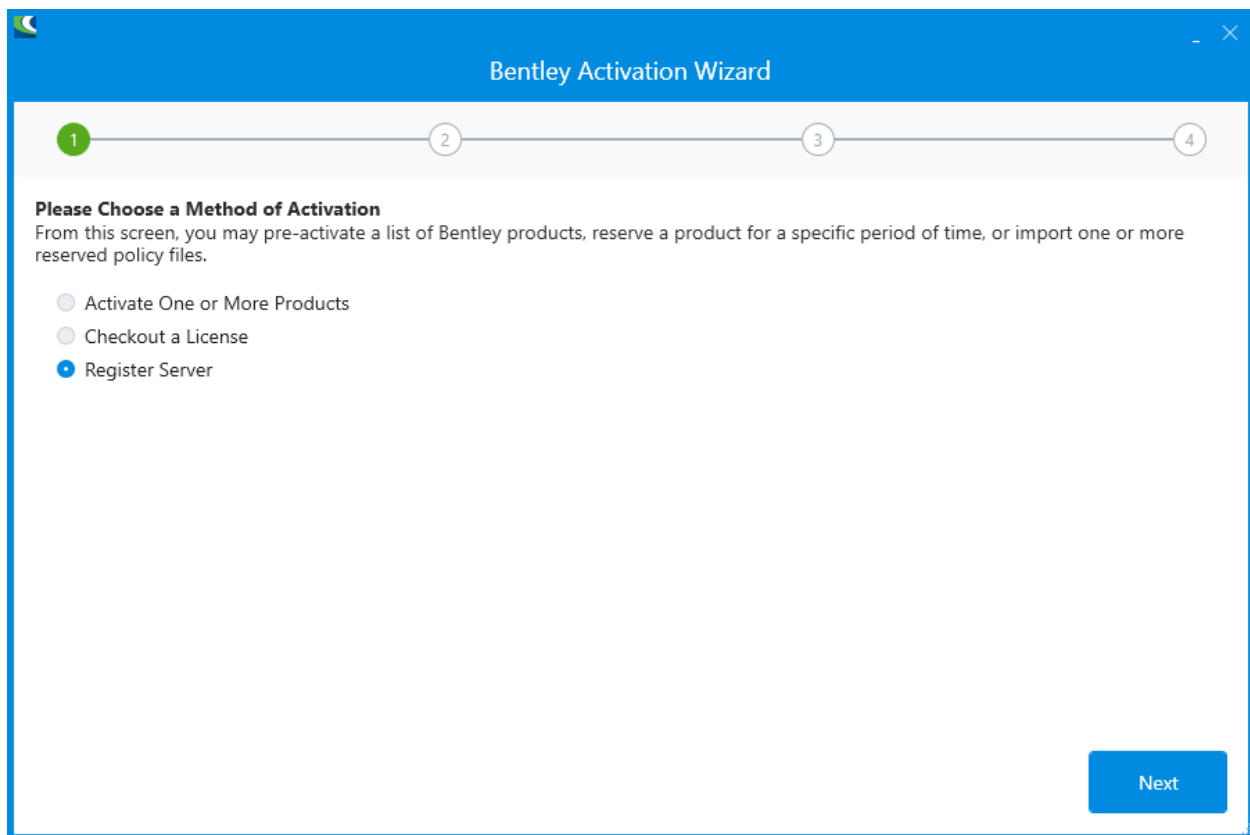 Bentley Activation Wizard
1 2 3 4
Please Choose a Method of Activation
From this screen, you may pre-activate a list of Bentley products, reserve a product for a specific period of time, or import one or more
reserved policy files.
Activate One or More Products
Checkout a License
Register Server
Next